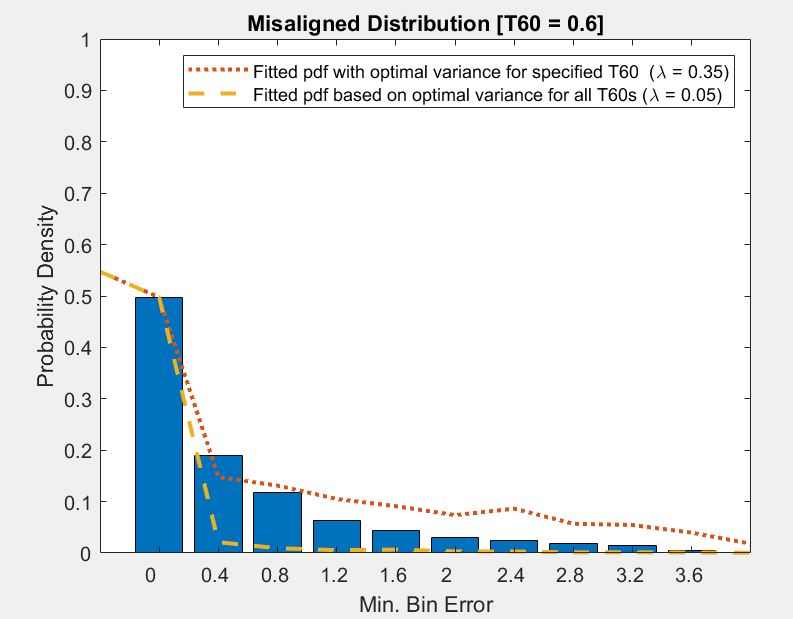 Misaligned Distribution [T60 = 0.6]
Fitted pdf with optimal variance for specified T60 (λ = 0.35)
Fitted pdf based on optimal variance for all T60s (λ = 0.05)
Probability Density
1
0.9
0.8
0.7
0.6
0.5
0.4
0.3
0.2
0.1
0
0 0.4 0.8 1.2 1.6 2 2.4 2.8 3.2 3.6
Min. Bin Error